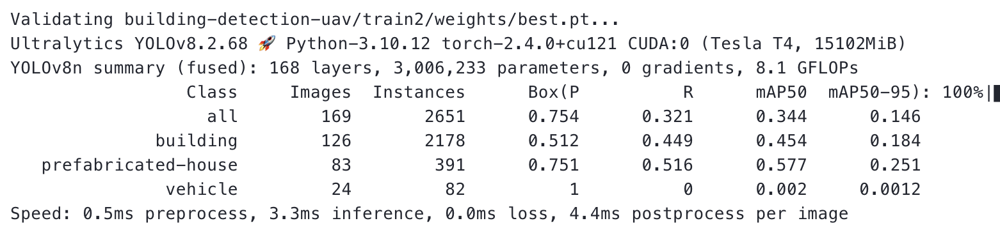 Validating building-detection-uav/train2/weights/best.pt...
Ultralytics YOLOv8.2.68 🚀 Python-3.10.12 torch-2.4.0+cu121 CUDA:0 (Tesla T4, 15102MiB)
YOLOv8n summary (fused): 168 layers, 3,006,233 parameters, 0 gradients, 8.1 GFLOPs
Class Images Instances Box(P R mAP50 mAP50-95): 100%|█
all 169 2651 0.754 0.321 0.344 0.146
building 126 2178 0.512 0.449 0.454 0.184
prefabricated-house 83 391 0.751 0.516 0.577 0.251
vehicle 24 82 1 0 0.002 0.0012
Speed: 0.5ms preprocess, 3.3ms inference, 0.0ms loss, 4.4ms postprocess per image